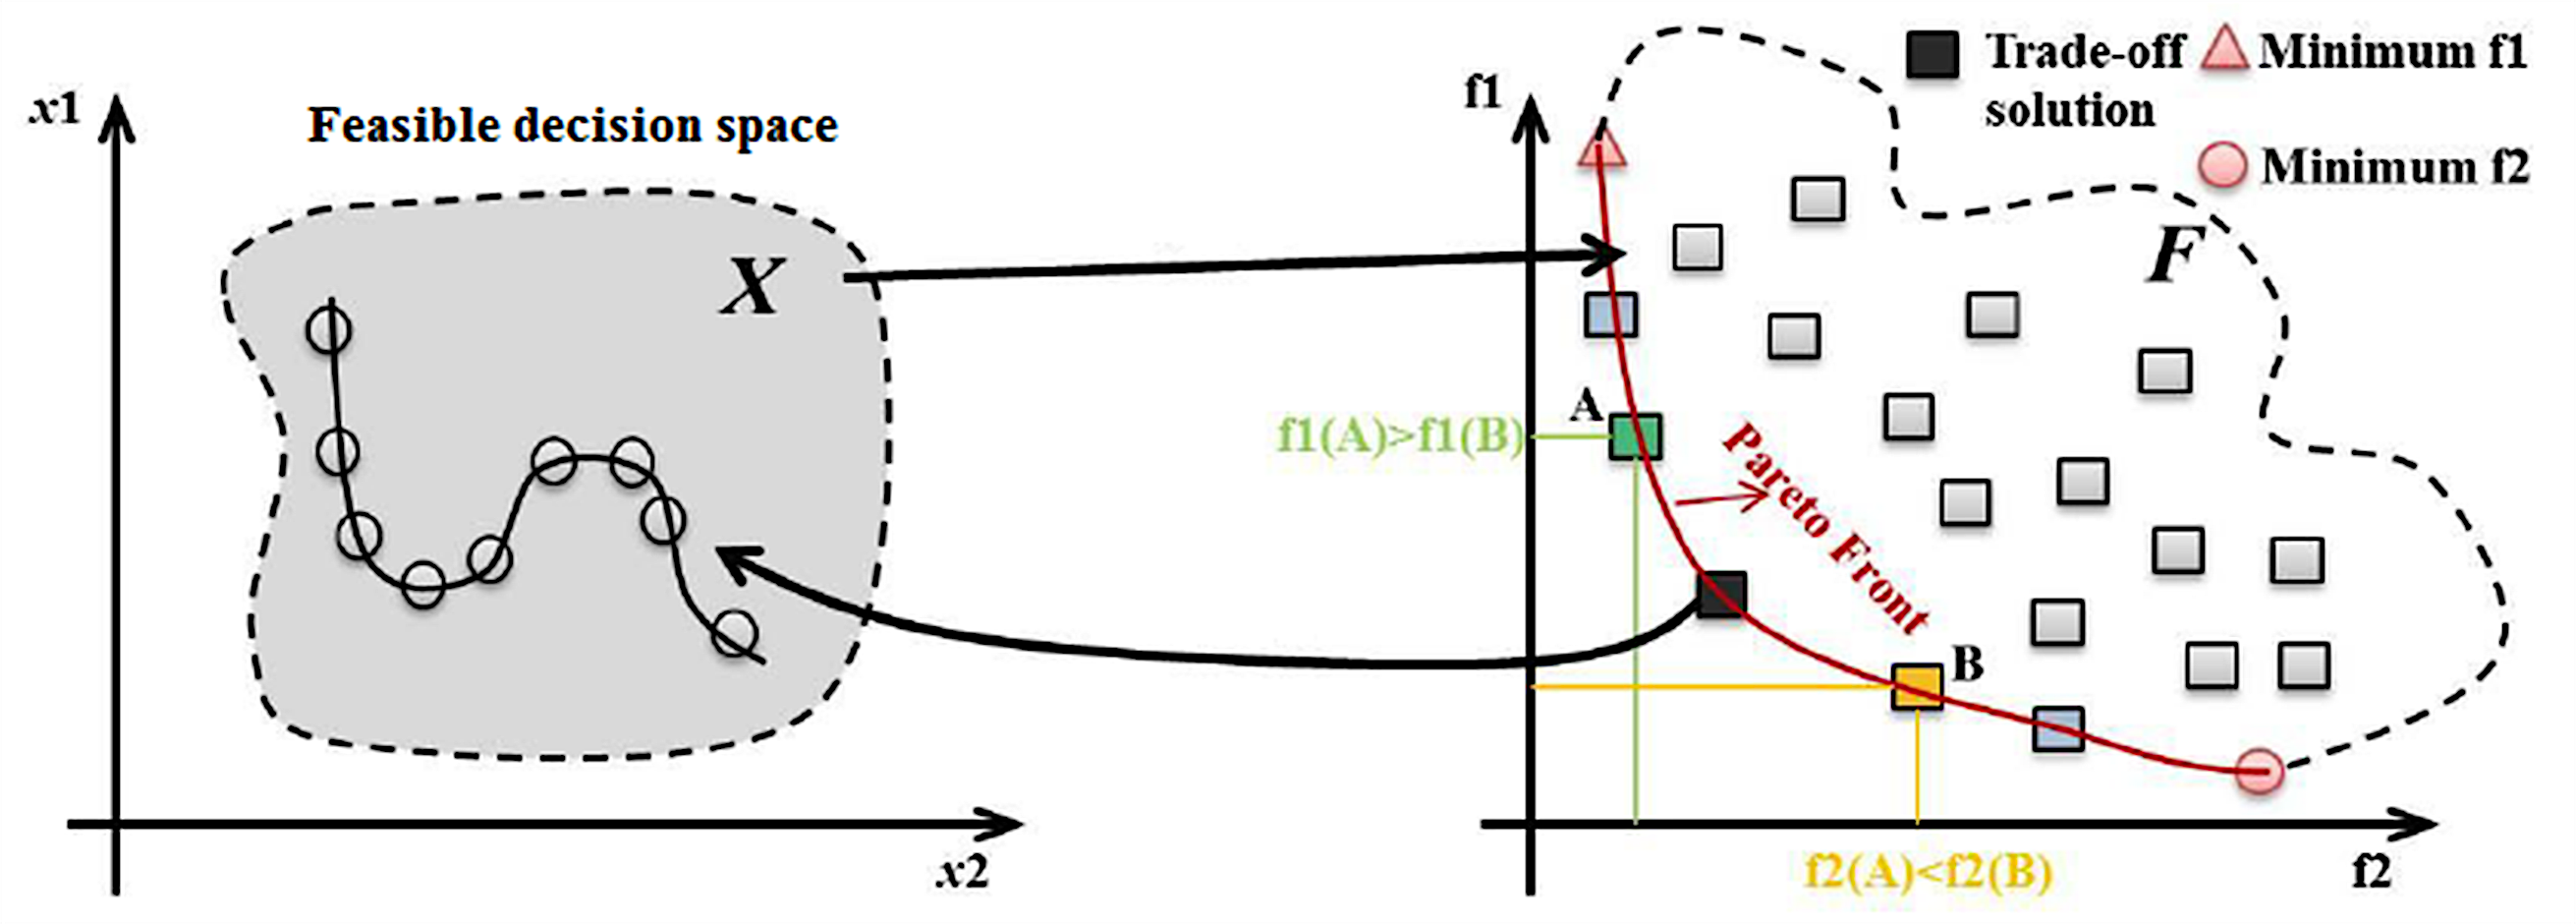 x1
Feasible decision space
X
x2
f1
Trade-off
solution
Minimum f1
Minimum f2
F
A
f1(A)>f1(B)
Pareto Front
B
f2(A)<f2(B)
f2